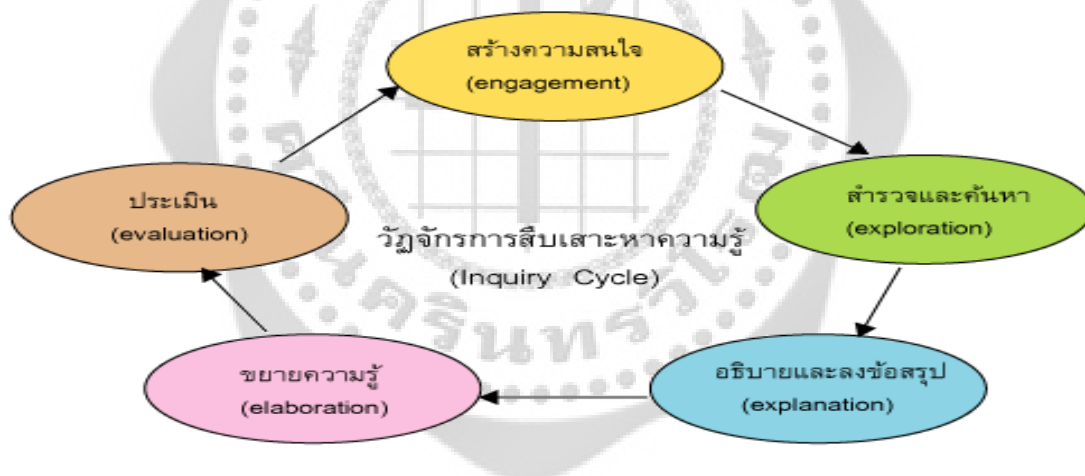 สร้างความสนใจ
(engagement)
สำรวจและค้นหา
(exploration)
อธิบายและลงข้อสรุป
(explanation)
ขยายความรู้
(elaboration)
ประเมิน
(evaluation)
วัฏจักรการสืบเสาะหาความรู้
(Inquiry Cycle)